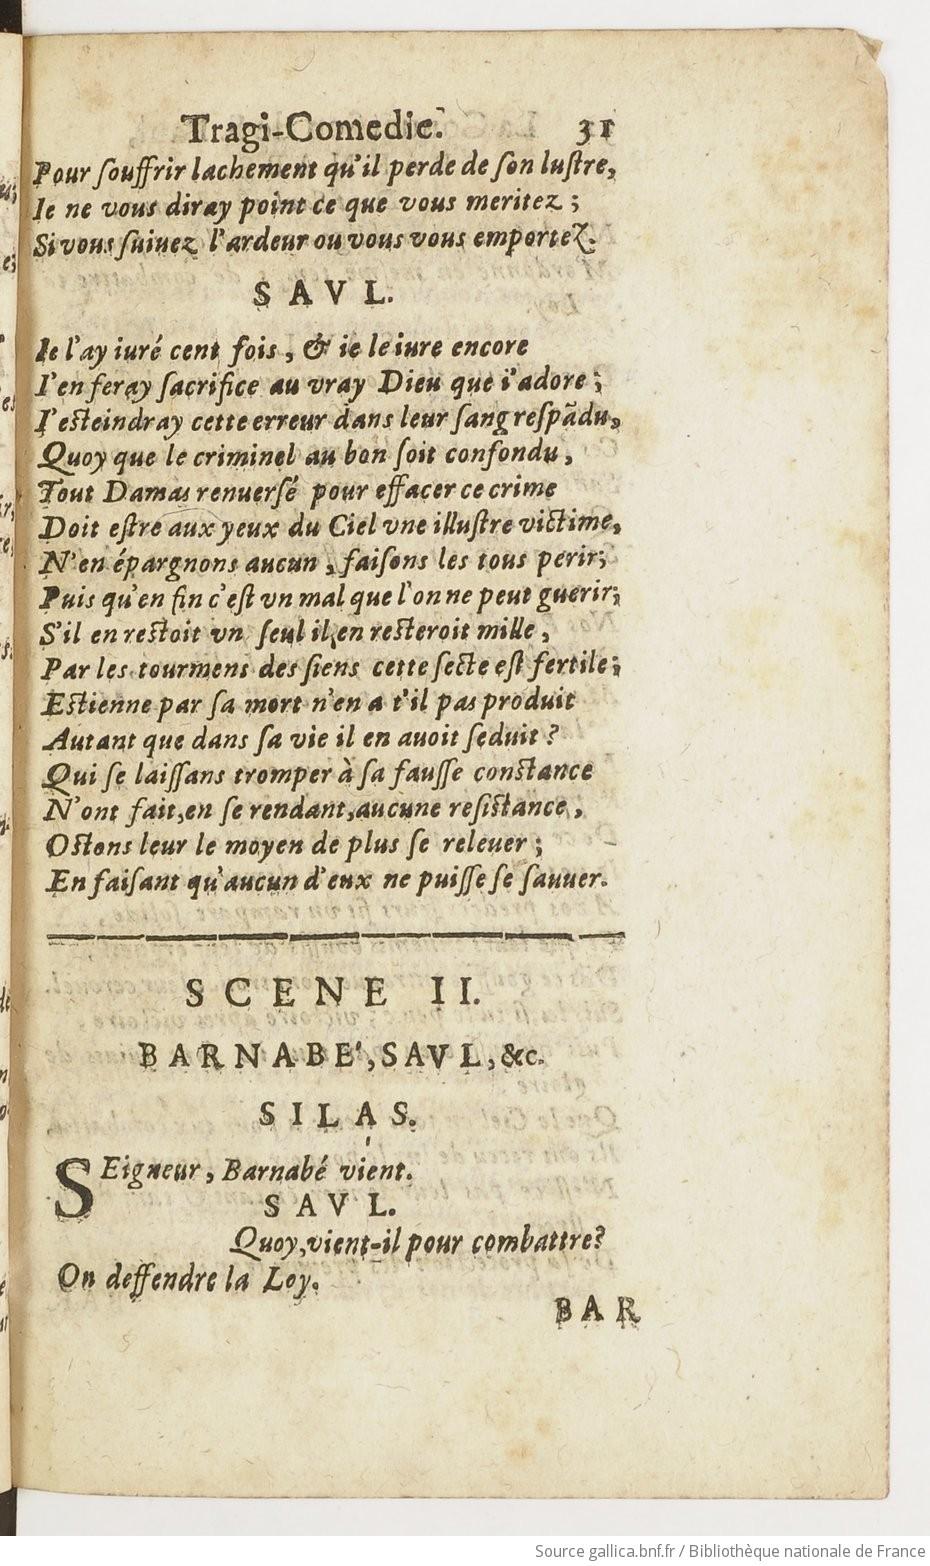 Tragi-Comedie. 31
Pour ſouffrir lachement qu'il perde de ſon luſtre,
Ie ne vous diray point ce que vous meritez ;
Si vous ſuiuez l'ardeur ou vous vous emportez.
SAVL.
Ie l'ay iuré cent fois, & ie le iure encore
I'en feray ſacrifice au vray Dieu que i'adore ;
I'esteindray cette erreur dans leur ſang reſpãdu,
Quoy que le criminel au bon ſoit confondu,
Tout Damas renuerſé pour effacer ce crime
Doit eſtre aux yeux du Ciel vne illuſtre victime,
N'en épargnons aucun, faiſons les tous perir;
Puis qu'en fin c'eſt vn mal que l'on ne peut guerir;
S'il en restoit vn ſeul il en resteroit mille,
Par les tourmens des ſiens cette ſecte eſt fertile ;
Estienne par ſa mort n'en a t'il pas produit
Autant que dans ſa vie il en auoit ſeduit ?
Qui ſe laiſſans tromper à ſa fauſſe constance
N'ont fait, en ſe rendant, aucune reſistance,
Ostons leur le moyen de plus ſe releuer ;
En faiſant qu'aucun d'eux ne puiſſe ſe ſauuer.
SCENE II.
BARNABE', SAVL, &c.
SILAS.
SEigneur, Barnabé vient.
SAVL.
Quoy, vient-il pour combattre?
On deffendre la Loy.
BAR
Source gallica.bnf.fr / Bibliothèque nationale de France